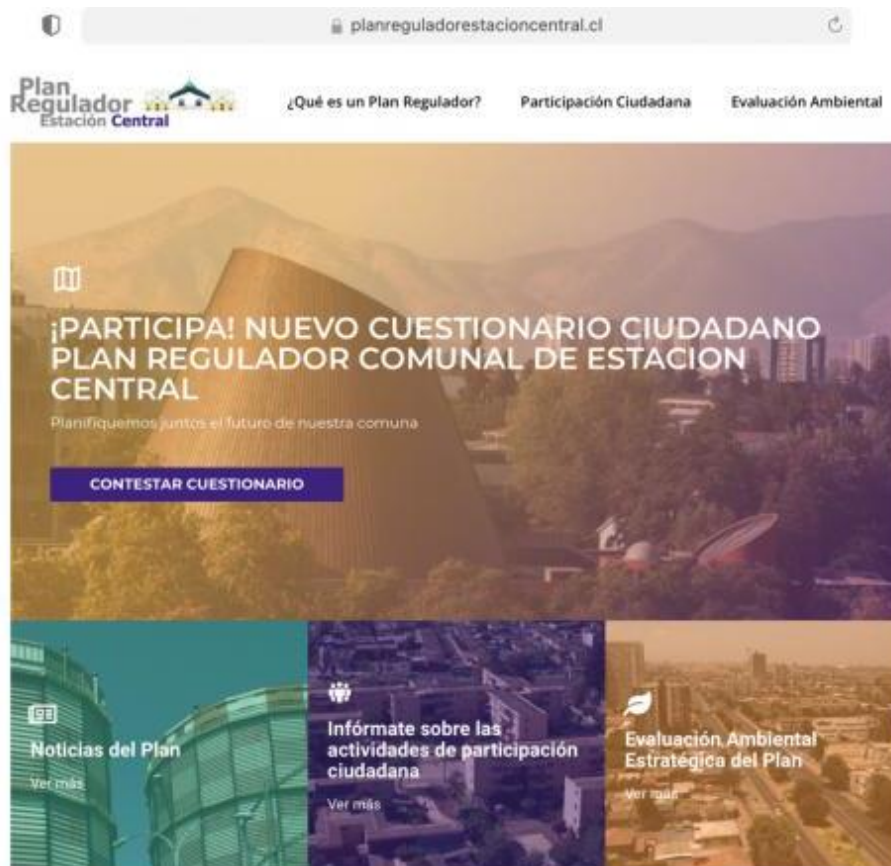 planreguladorestacioncentral.cl
Plan
Regulador
Estación Central
¿Qué es un Plan Regulador?
Participación Ciudadana
Evaluación Ambiental
¡PARTICIPA! NUEVO CUESTIONARIO CIUDADANO
PLAN REGULADOR COMUNAL DE ESTACION
CENTRAL
Planifiquemos juntos el futuro de nuestra comuna
CONTESTAR CUESTIONARIO
Noticias del Plan
Ver más
Infórmate sobre las
actividades de participación
ciudadana
Ver más
Evaluación Ambiental
Estratégica del Plan
Ver más